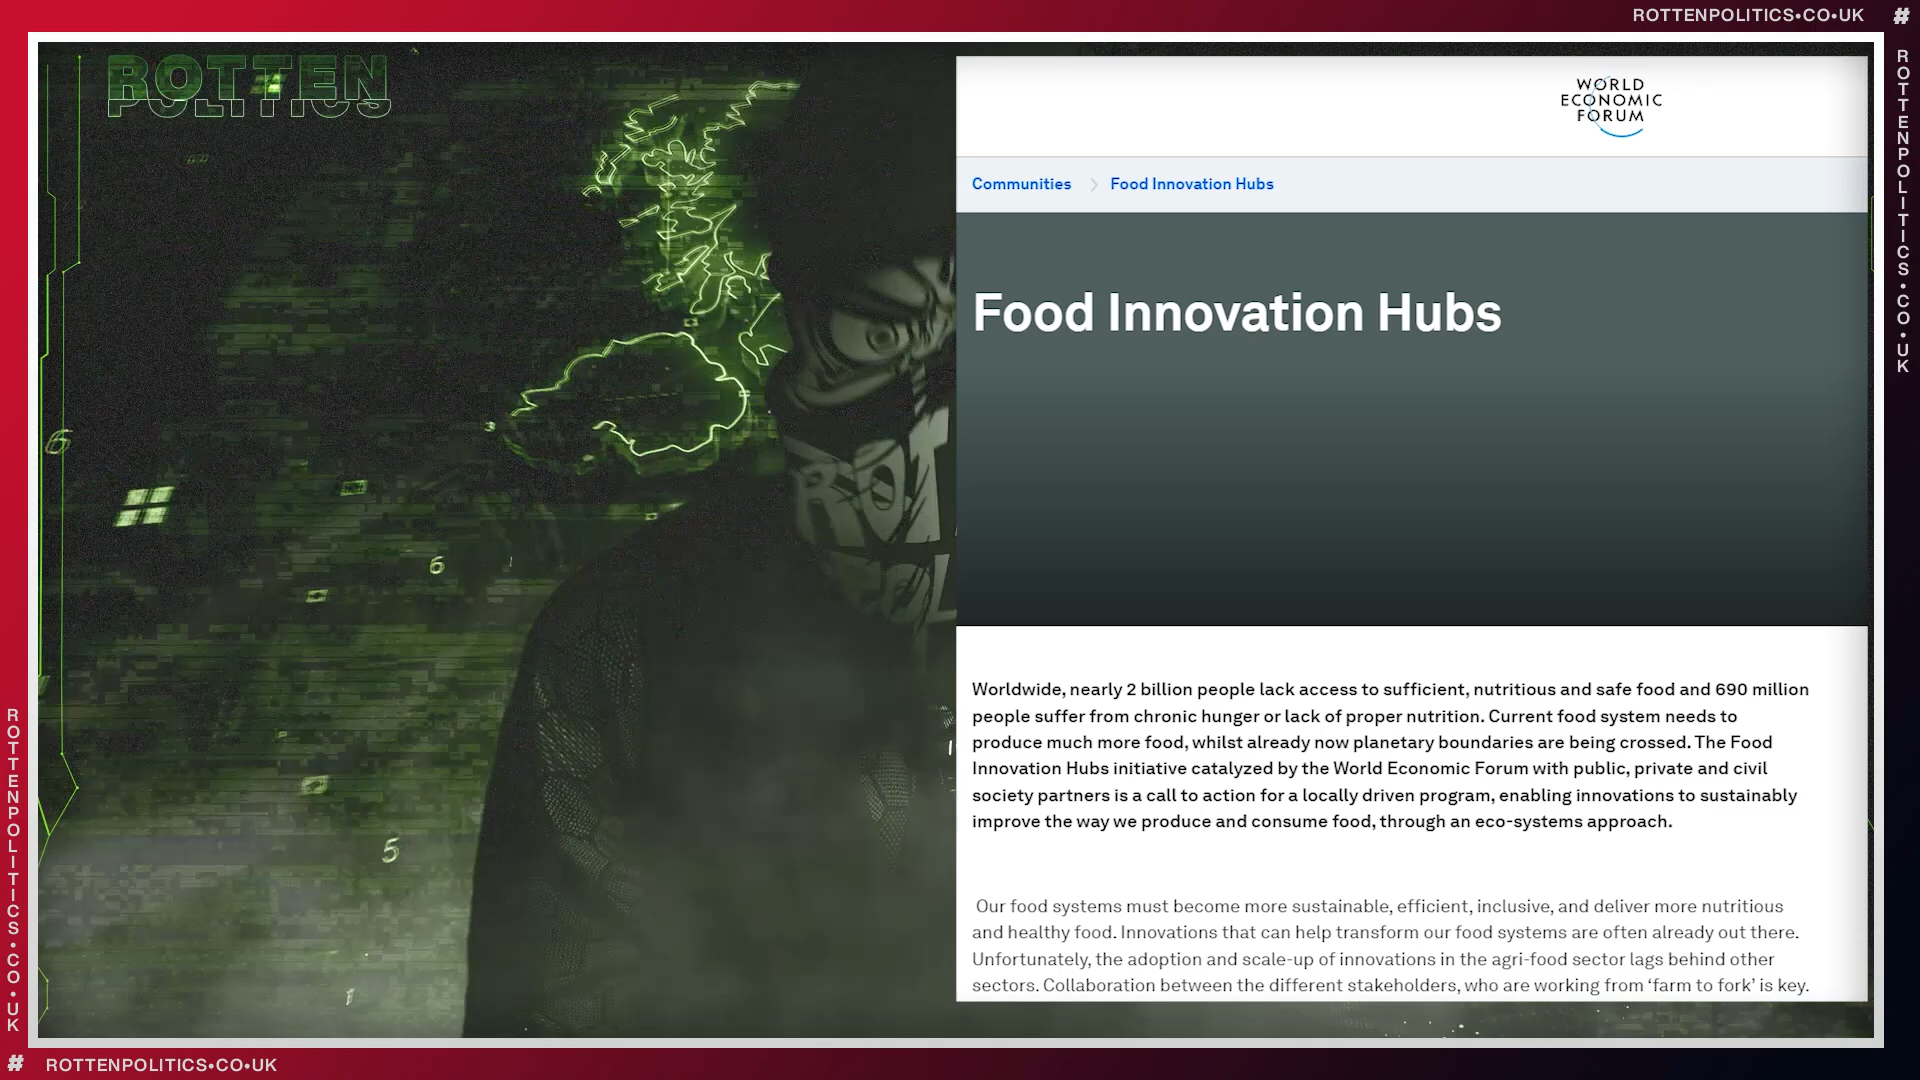 ROTTENPOLITICS•CO•UK #
ROTTENPOLITICS•CO•UK
ROTTEN
POLITICS
WORLD
ECONOMIC
FORUM
Communities Food Innovation Hubs
Food Innovation Hubs
ROT
6
6
5
1
Worldwide, nearly 2 billion people lack access to sufficient, nutritious and safe food and 690 million
people suffer from chronic hunger or lack of proper nutrition. Current food system needs to
produce much more food, whilst already now planetary boundaries are being crossed. The Food
Innovation Hubs initiative catalyzed by the World Economic Forum with public, private and civil
society partners is a call to action for a locally driven program, enabling innovations to sustainably
improve the way we produce and consume food, through an eco-systems approach.
Our food systems must become more sustainable, efficient, inclusive, and deliver more nutritious
and healthy food. Innovations that can help transform our food systems are often already out there.
Unfortunately, the adoption and scale-up of innovations in the agri-food sector lags behind other
sectors. Collaboration between the different stakeholders, who are working from ‘farm to fork’ is key.
ROTTENPOLITICS•CO•UK
# ROTTENPOLITICS•CO•UK